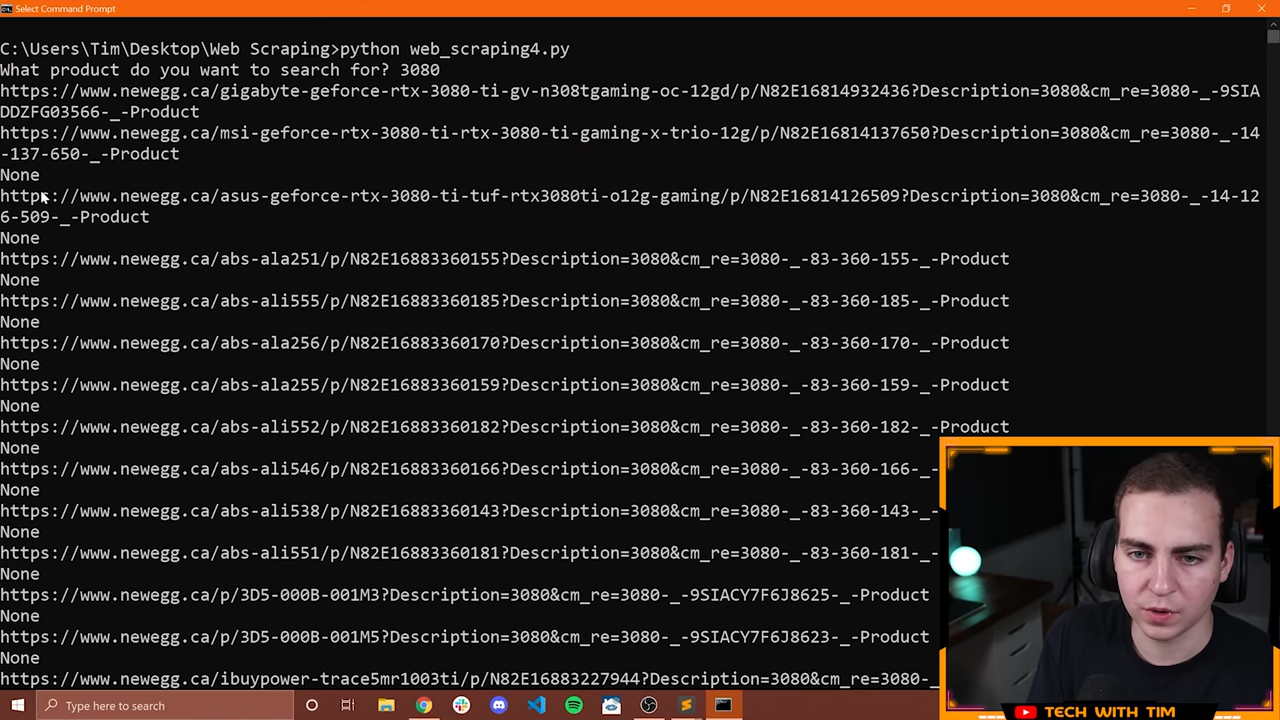 Select Command Prompt
C:\Users\Tim\Desktop\Web Scraping>python web_scraping4.py
What product do you want to search for? 3080
https://www.newegg.ca/gigabyte-geforce-rtx-3080-ti-gv-n308tgaming-oc-12gd/p/N82E16814932436?Description=3080&cm_re=3080-_-9SIA
DDZFG03566-_-Product
https://www.newegg.ca/msi-geforce-rtx-3080-ti-rtx-3080-ti-gaming-x-trio-12g/p/N82E16814137650?Description=3080&cm_re=3080-_-14
-137-650-_-Product
None
https://www.newegg.ca/asus-geforce-rtx-3080-ti-tuf-rtx3080ti-o12g-gaming/p/N82E16814126509?Description=3080&cm_re=3080-_-14-12
6-509-_-Product
None
https://www.newegg.ca/abs-ala251/p/N82E16883360155?Description=3080&cm_re=3080-_-83-360-155-_-Product
None
https://www.newegg.ca/abs-ali555/p/N82E16883360185?Description=3080&cm_re=3080-_-83-360-185-_-Product
None
https://www.newegg.ca/abs-ala256/p/N82E16883360170?Description=3080&cm_re=3080-_-83-360-170-_-Product
None
https://www.newegg.ca/abs-ala255/p/N82E16883360159?Description=3080&cm_re=3080-_-83-360-159-_-Product
None
https://www.newegg.ca/abs-ali552/p/N82E16883360182?Description=3080&cm_re=3080-_-83-360-182-_-Product
None
https://www.newegg.ca/abs-ali546/p/N82E16883360166?Description=3080&cm_re=3080-_-83-360-166-_-
None
https://www.newegg.ca/abs-ali538/p/N82E16883360143?Description=3080&cm_re=3080-_-83-360-143-_-
None
https://www.newegg.ca/abs-ali551/p/N82E16883360181?Description=3080&cm_re=3080-_-83-360-181-_-
None
https://www.newegg.ca/p/3D5-000B-001M3?Description=3080&cm_re=3080-_-9SIACY7F6J8625-_-Product
None
https://www.newegg.ca/p/3D5-000B-001M5?Description=3080&cm_re=3080-_-9SIACY7F6J8623-_-Product
None
https://www.newegg.ca/ibuypower-trace5mr1003ti/p/N82E16883227944?Description=3080&cm_re=3080-_
Type here to search
TECH WITH TIM